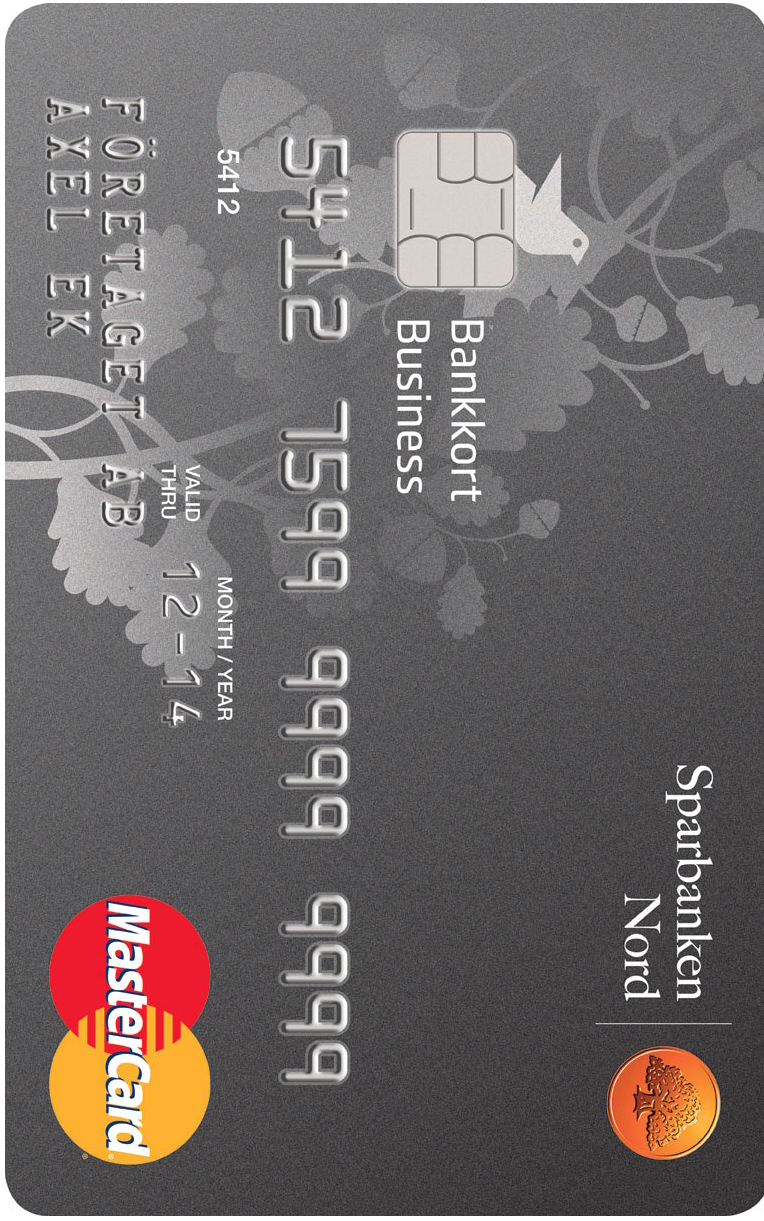 Sparbanken
Nord
Bankkort
Business
5412 7599 9999 9999
5412
MONTH / YEAR
VALID
THRU
12-14
FÖRETAGET AB
AXEL EK
MasterCard